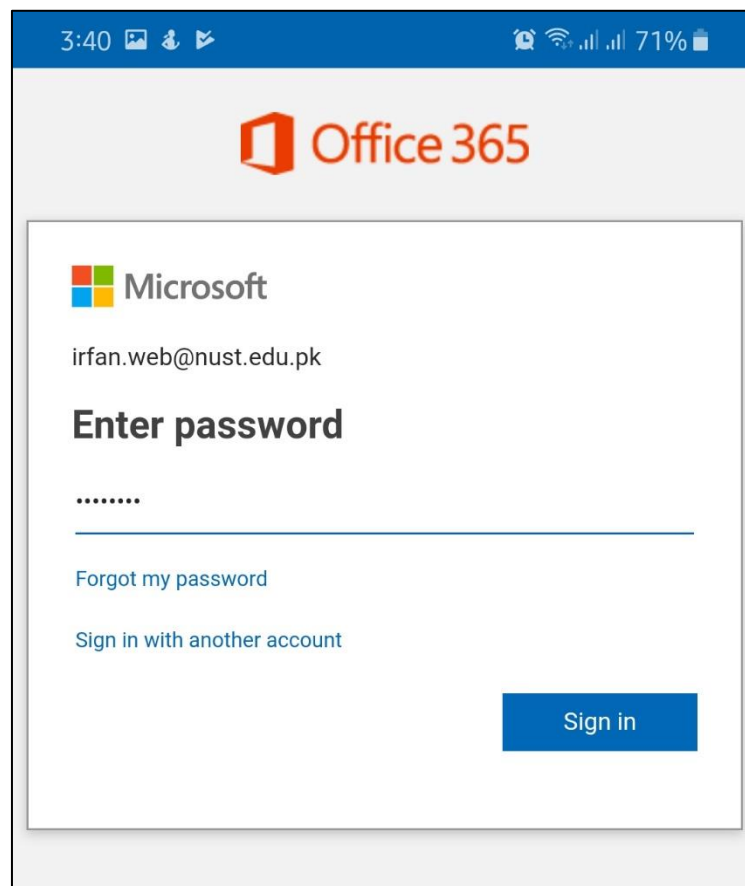 3:40 71%
Office 365
Microsoft
irfan.web@nust.edu.pk
Enter password
........
Forgot my password
Sign in with another account
Sign in